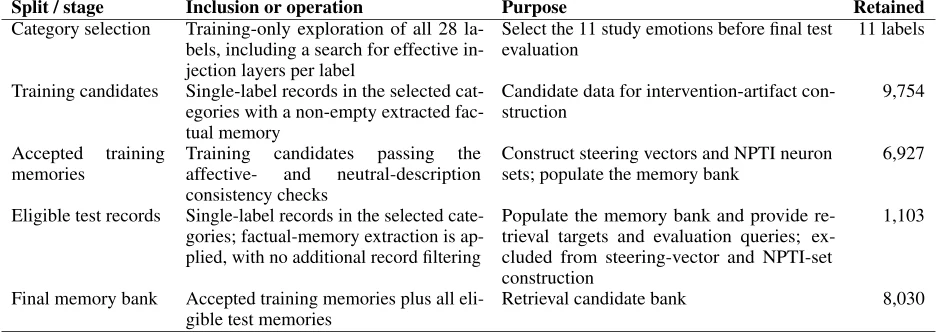 Split / stage Inclusion or operation Purpose Retained
Category selection Training-only exploration of all 28 la- Select the 11 study emotions before final test 11 labels
bels, including a search for effective in- evaluation
jection layers per label
Training candidates Single-label records in the selected cat- Candidate data for intervention-artifact con- 9,754
egories with a non-empty extracted fac- struction
tual memory
Accepted training Training candidates passing the Construct steering vectors and NPTI neuron 6,927
memories affective- and neutral-description sets; populate the memory bank
consistency checks
Eligible test records Single-label records in the selected cate- Populate the memory bank and provide re- 1,103
gories; factual-memory extraction is ap- trieval targets and evaluation queries; ex-
plied, with no additional record filtering cluded from steering-vector and NPTI-set
construction
Final memory bank Accepted training memories plus all eli- Retrieval candidate bank 8,030
gible test memories